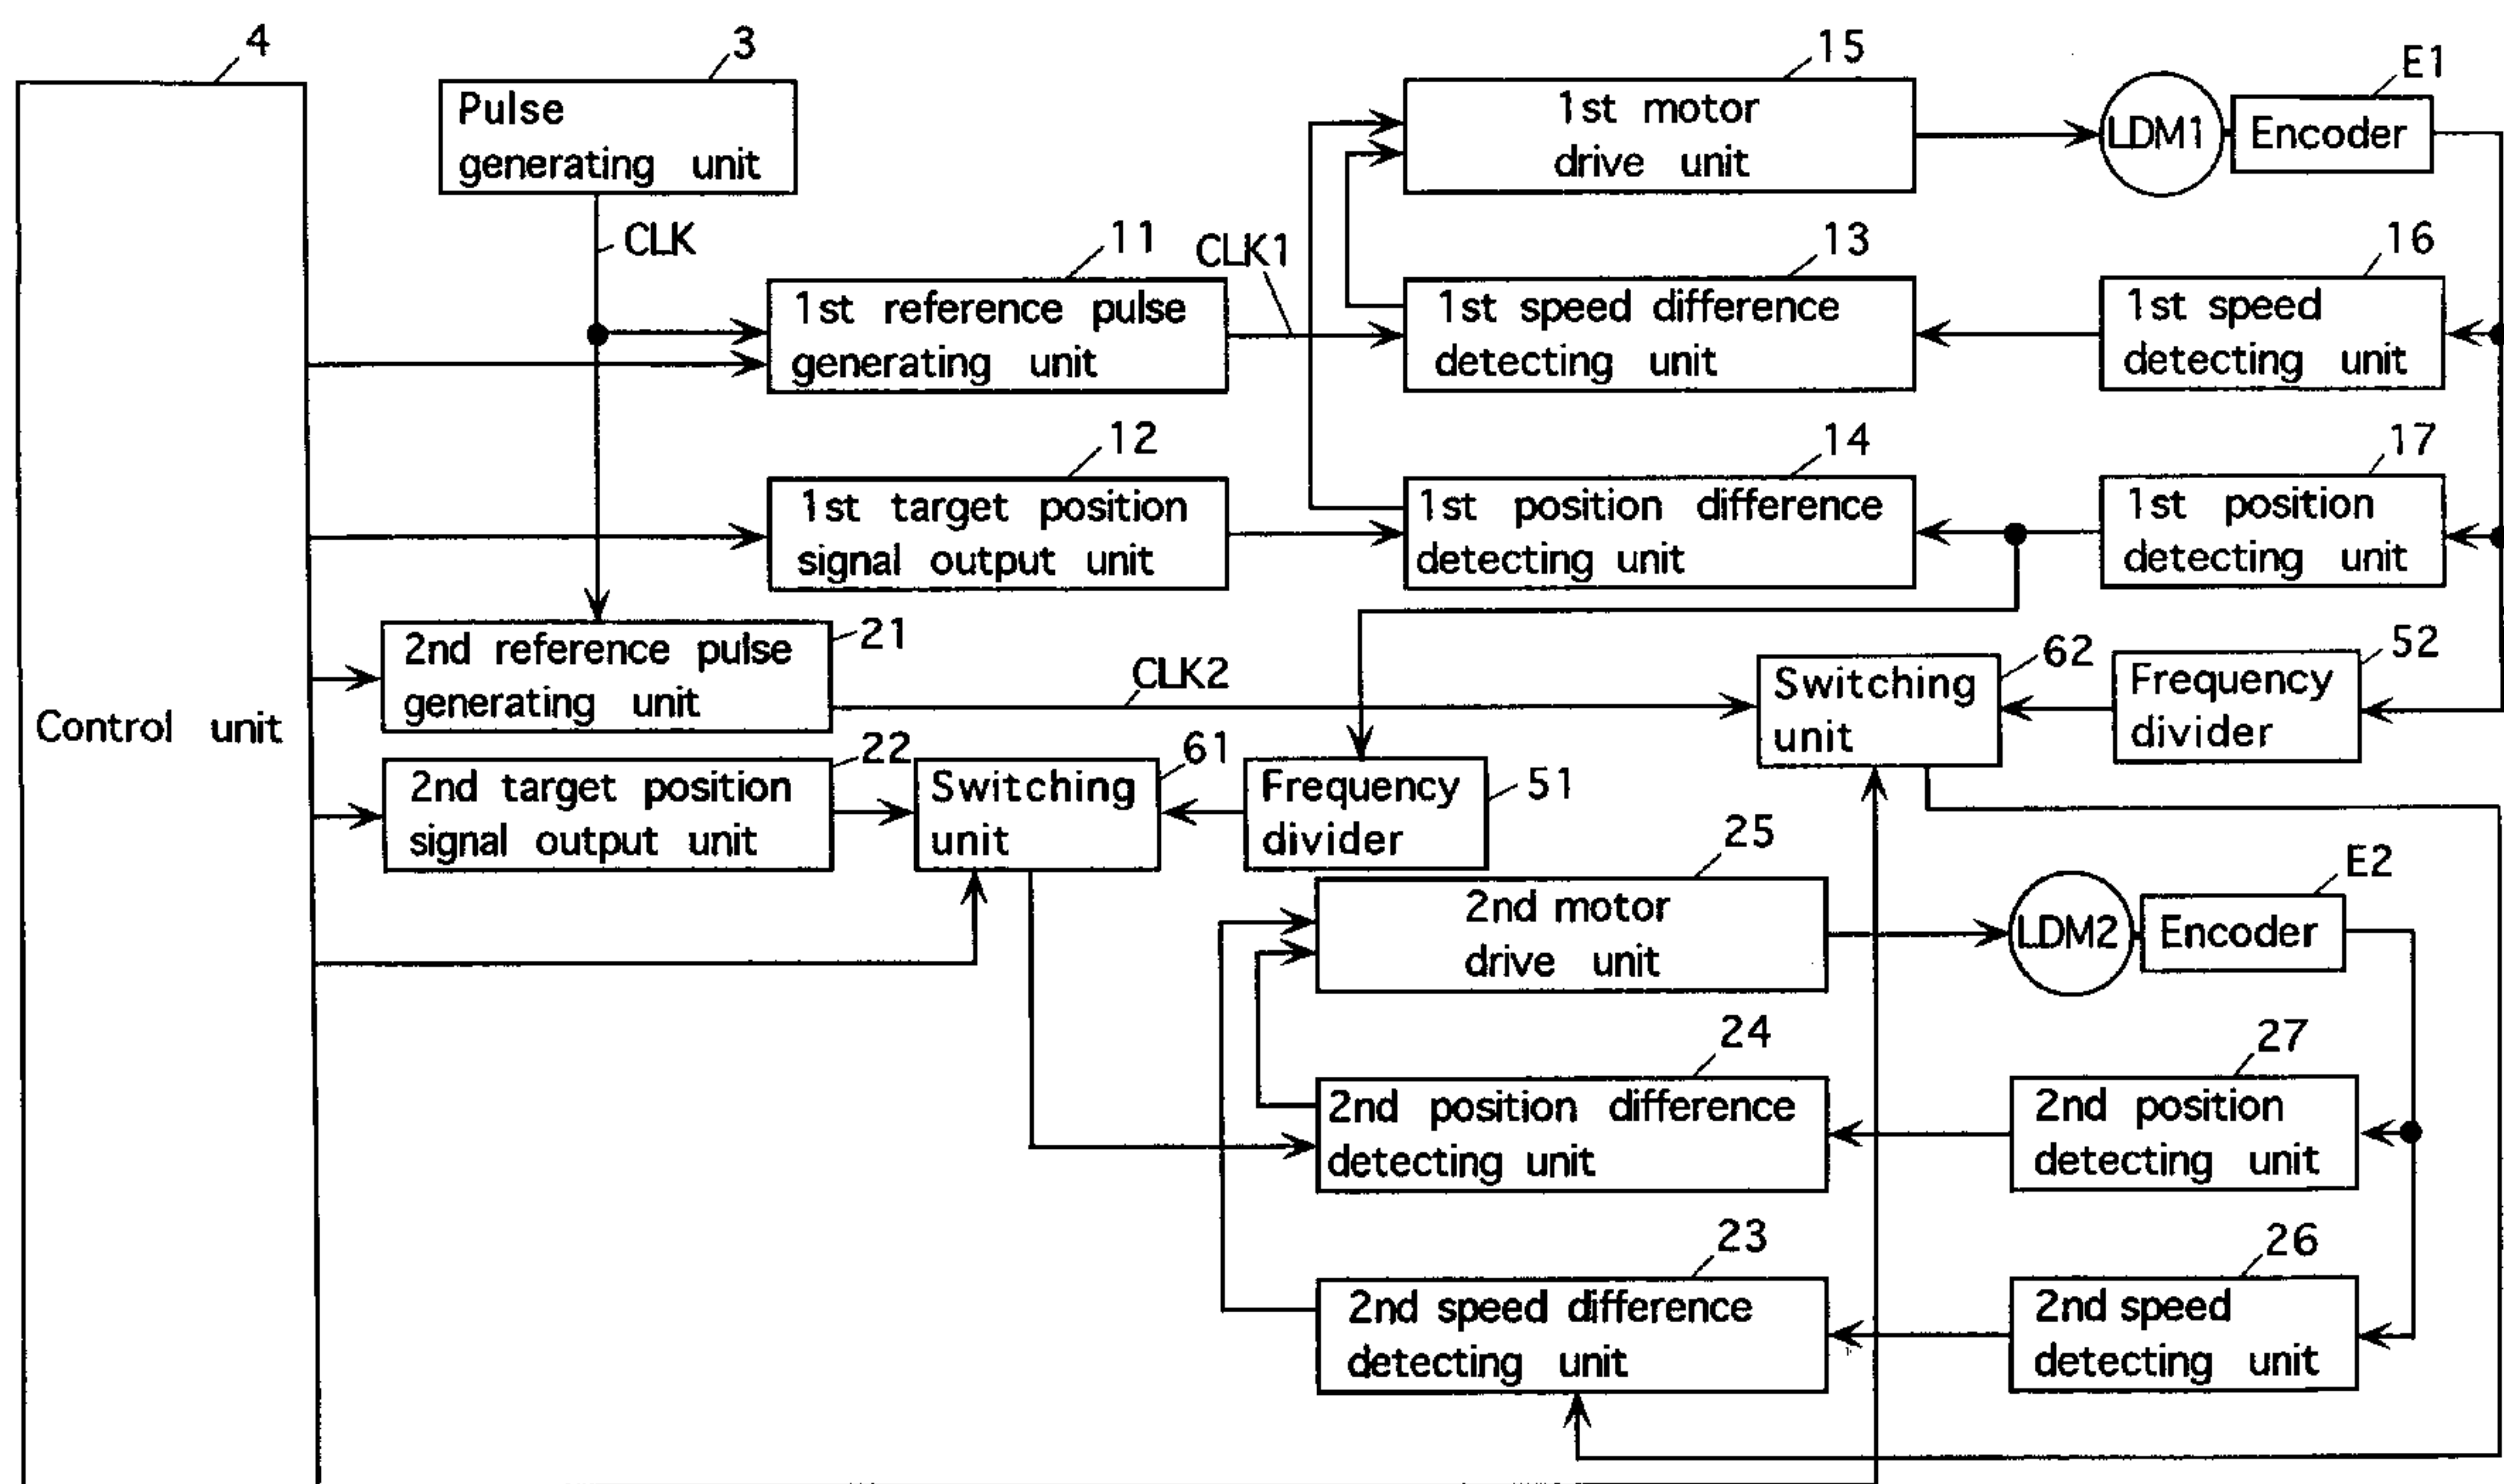 4
3
15
E1
Pulse
generating unit
1st motor
drive unit
LDM1
Encoder
CLK
11
CLK1
13
16
1st reference pulse
generating unit
1st speed difference
detecting unit
1st speed
detecting unit
12
14
17
1st target position
signal output unit
1st position difference
detecting unit
1st position
detecting unit
2nd reference pulse
generating unit
21
CLK2
Switching
unit
62
Frequency
divider
52
Control unit
2nd target position
signal output unit
22
Switching
unit
61
Frequency
divider
51
25
E2
2nd motor
drive unit
LDM2
Encoder
24
27
2nd position difference
detecting unit
2nd position
detecting unit
23
26
2nd speed difference
detecting unit
2nd speed
detecting unit